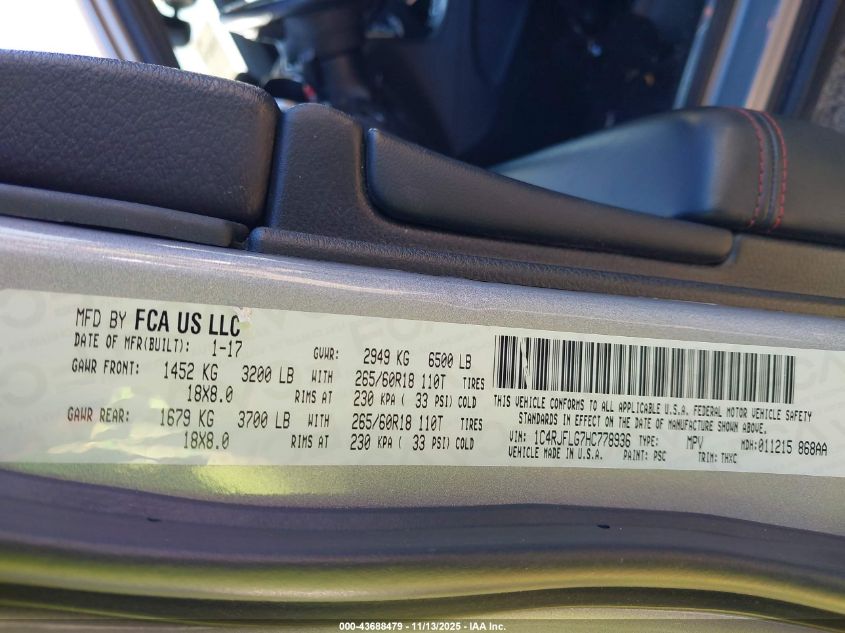 MFD BY FCA US LLC
DATE OF MFR(BUILT): 1-17 GVWR: 2949 KG 6500 LB
GAWR FRONT: 1452 KG 3200 LB WITH 265/60R18 110T TIRES
18X8.0 RIMS AT 230 KPA ( 33 PSI) COLD
GAWR REAR: 1679 KG 3700 LB WITH 265/60R18 110T TIRES
18X8.0 RIMS AT 230 KPA ( 33 PSI) COLD
THIS VEHICLE CONFORMS TO ALL APPLICABLE U.S.A. FEDERAL MOTOR VEHICLE SAFETY
STANDARDS IN EFFECT ON THE DATE OF MANUFACTURE SHOWN ABOVE.
VIN: 1C4RJFLG7HC778936 TYPE: MPV MDH:011215 868AA
VEHICLE MADE IN U.S.A. PAINT: PSC TRIM: THXC
000-43688479 - 11/13/2025 - IAA Inc.